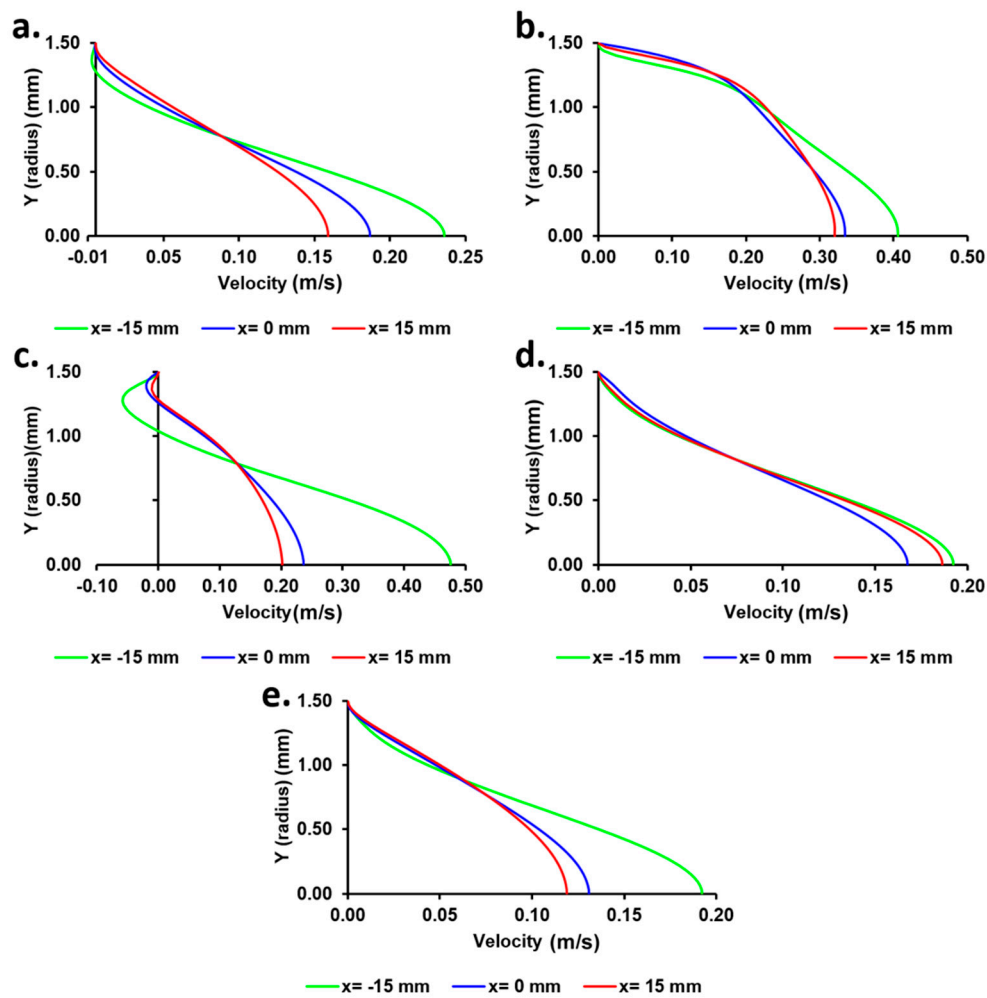 a.
1.50
1.00
0.50
0.00
Y (radius) (mm)
-0.01 0.05 0.10 0.15 0.20 0.25
Velocity (m/s)
x= -15 mm x= 0 mm x= 15 mm
b.
1.50
1.00
0.50
0.00
Y (radius) (mm)
0.00 0.10 0.20 0.30 0.40 0.50
Velocity (m/s)
x= -15 mm x= 0 mm x= 15 mm
c.
1.50
1.00
0.50
0.00
Y (radius)(mm)
-0.10 0.00 0.10 0.20 0.30 0.40 0.50
Velocity(m/s)
x= -15 mm x= 0 mm x= 15 mm
d.
1.50
1.00
0.50
0.00
Y (radius)(mm)
0.00 0.05 0.10 0.15 0.20
Velocity (m/s)
x= -15 mm x= 0 mm x= 15 mm
e.
1.50
1.00
0.50
0.00
Y (radius) (mm)
0.00 0.05 0.10 0.15 0.20
Velocity (m/s)
x= -15 mm x= 0 mm x= 15 mm